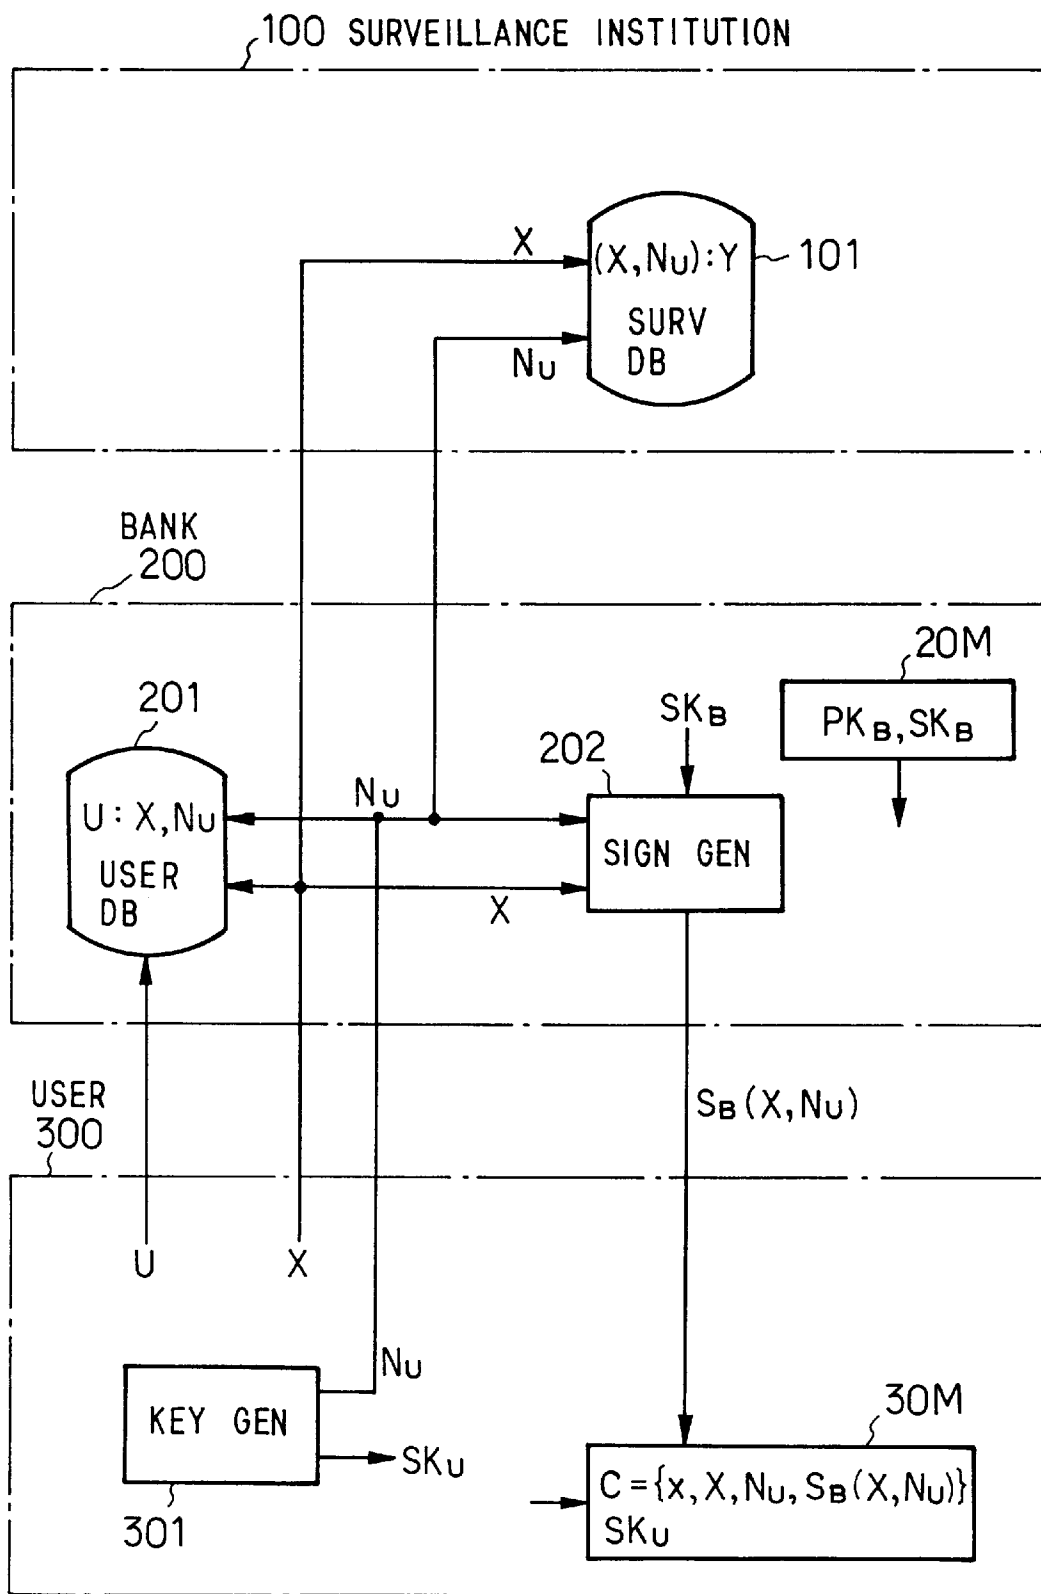 100 SURVEILLANCE INSTITUTION
X
(X,NU):Y
101
SURV
DB
NU
BANK
200
20M
201
SKB
PKB,SKB
202
NU
U:X,NU
SIGN GEN
USER
DB
X
USER
300
SB(X,NU)
U
X
NU
30M
KEY GEN
SKU
C={x,X,NU,SB(X,NU)}
SKU
301